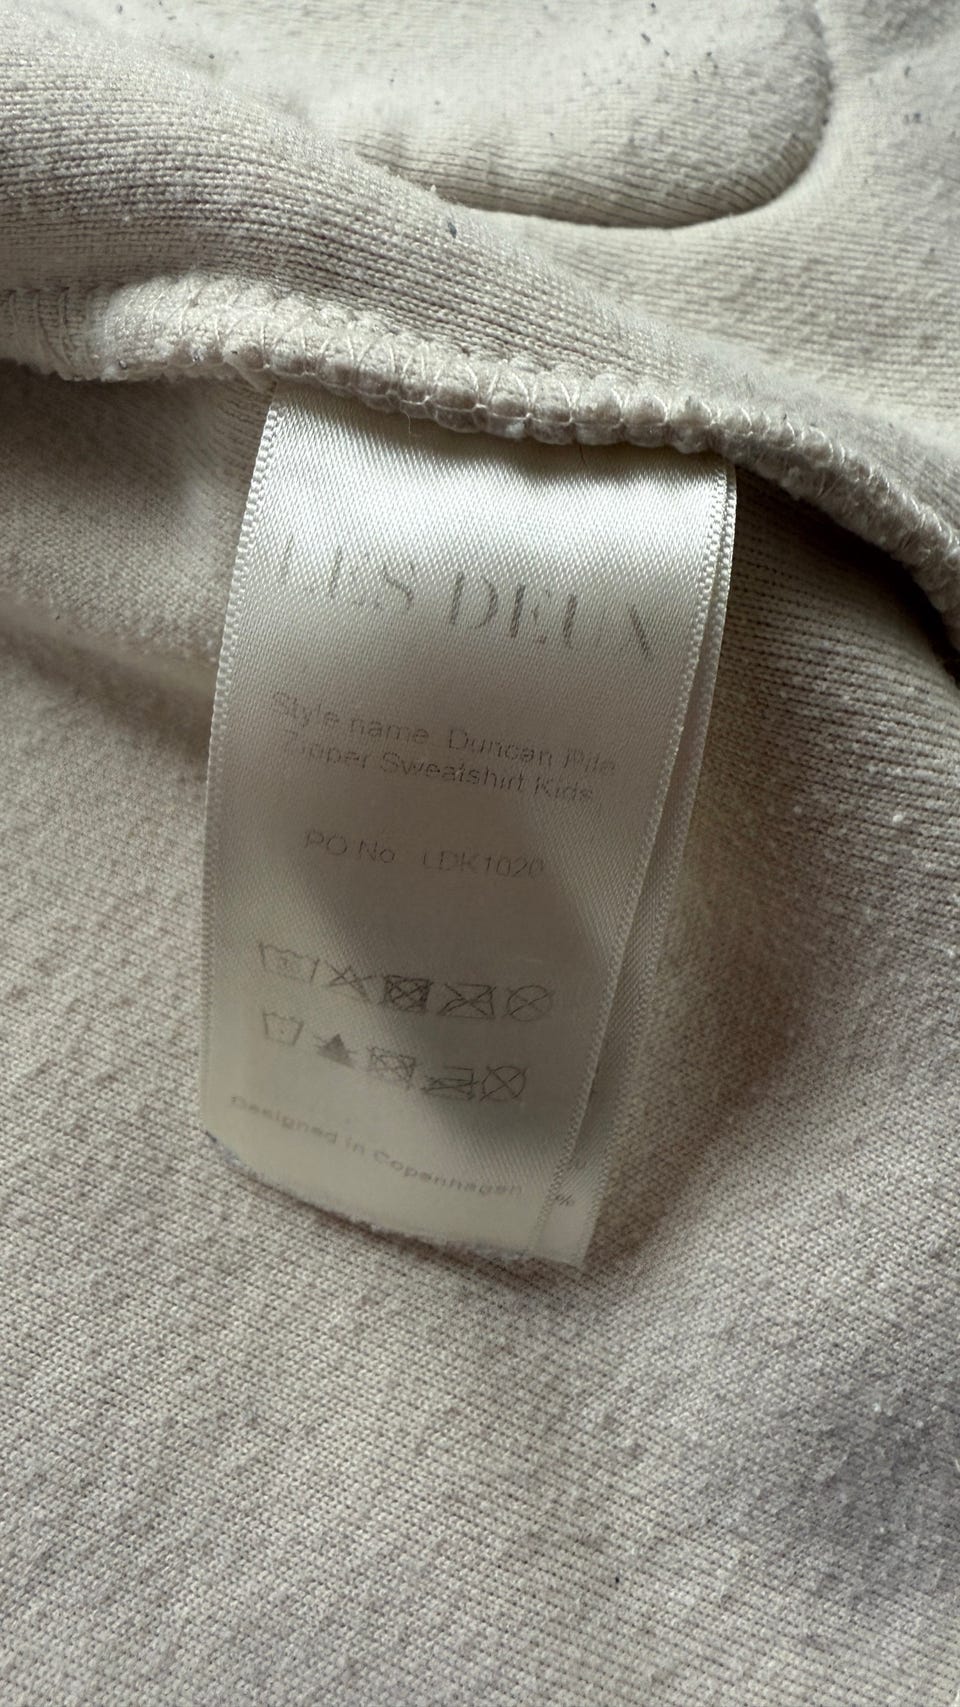 LES DEUX
Style name Duncan Pile
Zipper Sweatshirt Kids
PO No LDK1020
Designed in Copenhagen
%